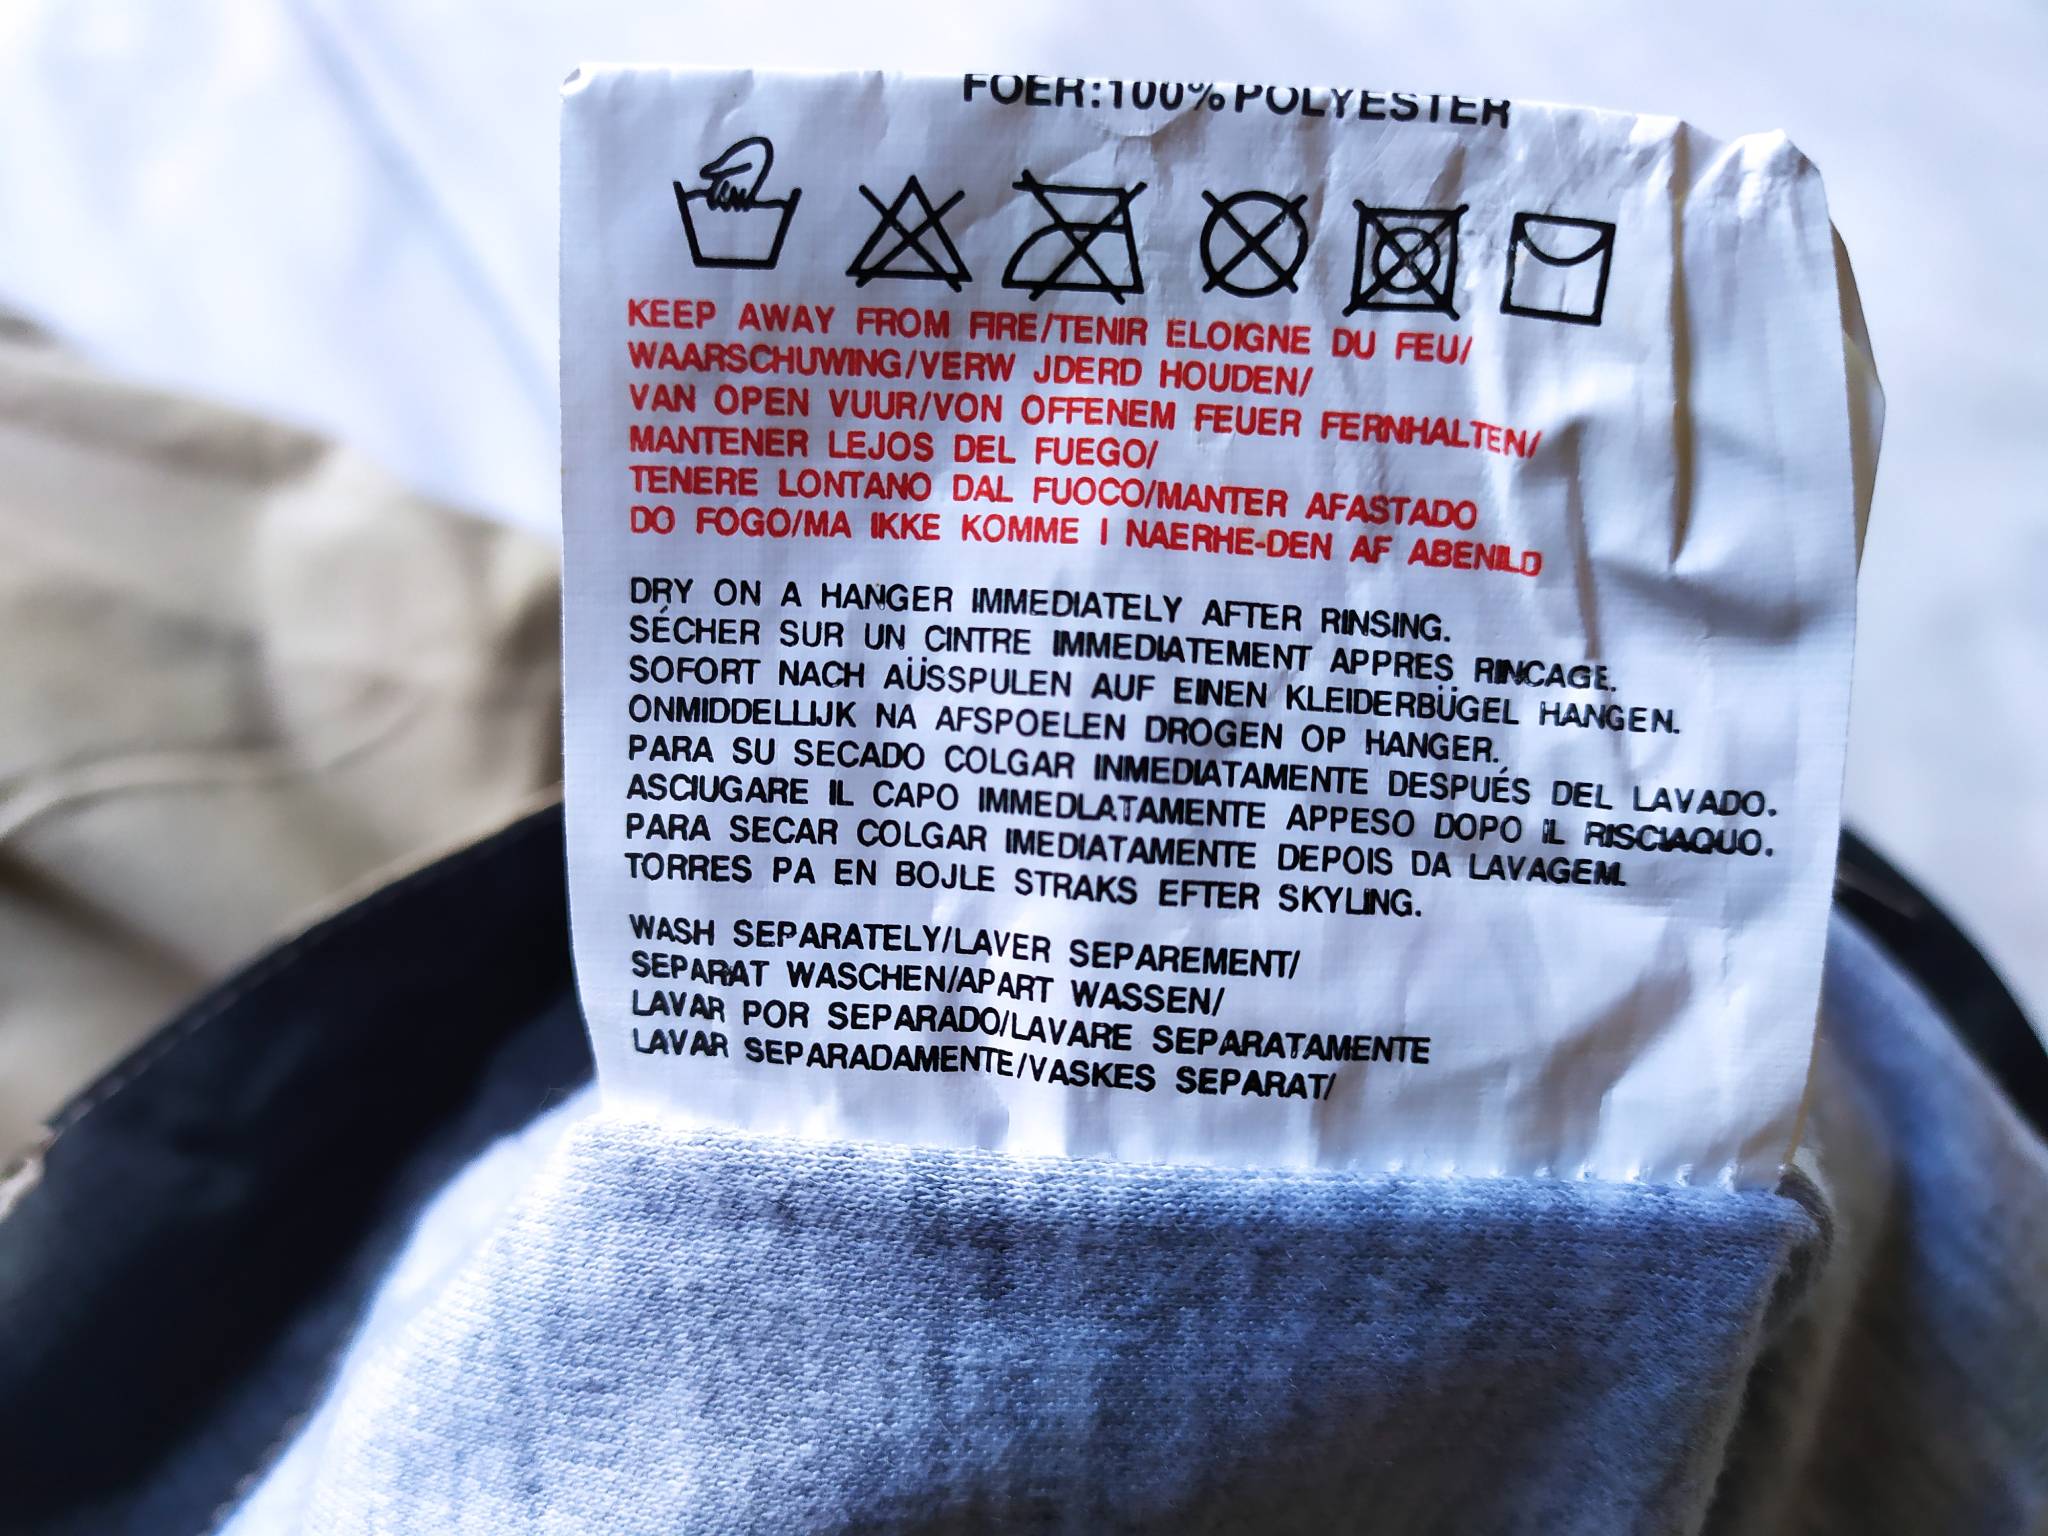 FOER:100% POLYESTER
KEEP AWAY FROM FIRE/TENIR ELOIGNE DU FEU/
WAARSCHUWING/VERW JDERD HOUDEN/
VAN OPEN VUUR/VON OFFENEM FEUER FERNHALTEN/
MANTENER LEJOS DEL FUEGO/
TENERE LONTANO DAL FUOCO/MANTER AFASTADO
DO FOGO/MA IKKE KOMME I NAERHE-DEN AF ABENILD
DRY ON A HANGER IMMEDIATELY AFTER RINSING.
SÉCHER SUR UN CINTRE IMMEDIATEMENT APPRES RINCAGE.
SOFORT NACH AÜSSPULEN AUF EINEN KLEIDERBÜGEL HANGEN.
ONMIDDELLIJK NA AFSPOELEN DROGEN OP HANGER.
PARA SU SECADO COLGAR INMEDIATAMENTE DESPUÉS DEL LAVADO.
ASCIUGARE IL CAPO IMMEDLATAMENTE APPESO DOPO IL RISCIAQUO.
PARA SECAR COLGAR IMEDIATAMENTE DEPOIS DA LAVAGEM.
TORRES PA EN BOJLE STRAKS EFTER SKYLING.
WASH SEPARATELY/LAVER SEPAREMENT/
SEPARAT WASCHEN/APART WASSEN/
LAVAR POR SEPARADO/LAVARE SEPARATAMENTE
LAVAR SEPARADAMENTE/VASKES SEPARAT/